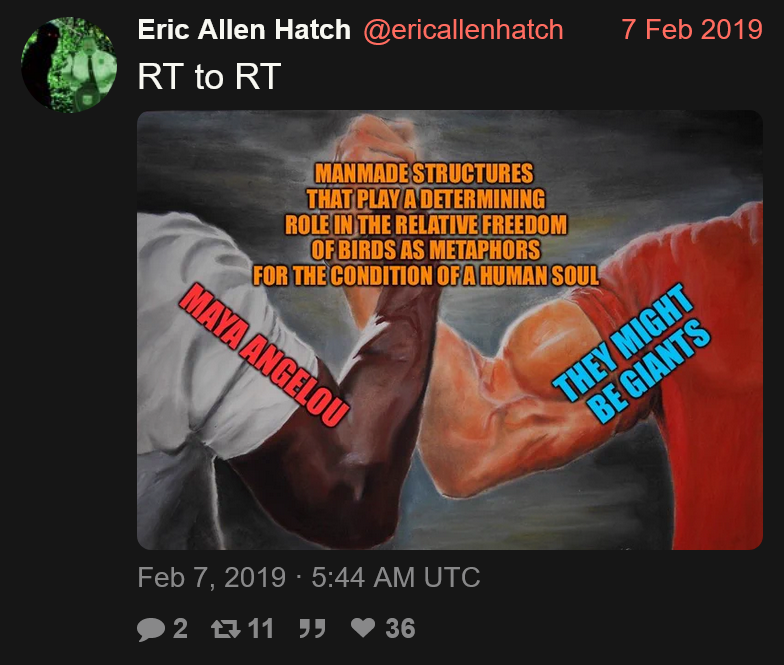 Eric Allen Hatch @ericallenhatch 7 Feb 2019
RT to RT
MANMADE STRUCTURES
THAT PLAY A DETERMINING
ROLE IN THE RELATIVE FREEDOM
OF BIRDS AS METAPHORS
FOR THE CONDITION OF A HUMAN SOUL
MAYA ANGELOU
THEY MIGHT
BE GIANTS
Feb 7, 2019 · 5:44 AM UTC
2 11 36